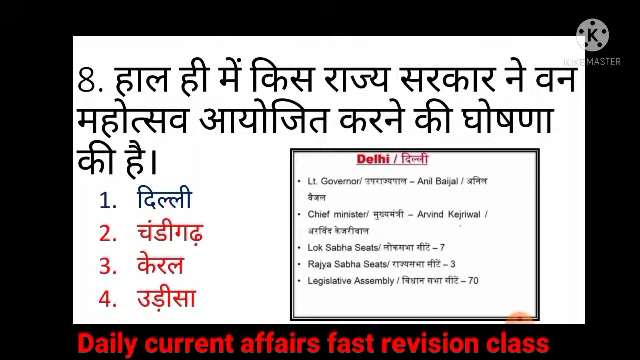 KINEMASTER
8. हाल ही में किस राज्य सरकार ने वन
महोत्सव आयोजित करने की घोषणा
की है।
1. दिल्ली
2. चंडीगढ़
3. केरल
4. उड़ीसा
Delhi / दिल्ली
• Lt. Governor/ उपराज्यपाल – Anil Baijal / अनिल
बैजल
• Chief minister/ मुख्यमंत्री – Arvind Kejriwal /
अरविंद केजरीवाल
• Lok Sabha Seats/ लोकसभा सीटें – 7
• Rajya Sabha Seats/ राज्यसभा सीटें – 3
• Legislative Assembly / विधान सभा सीटें – 70
Daily current affairs fast revision class